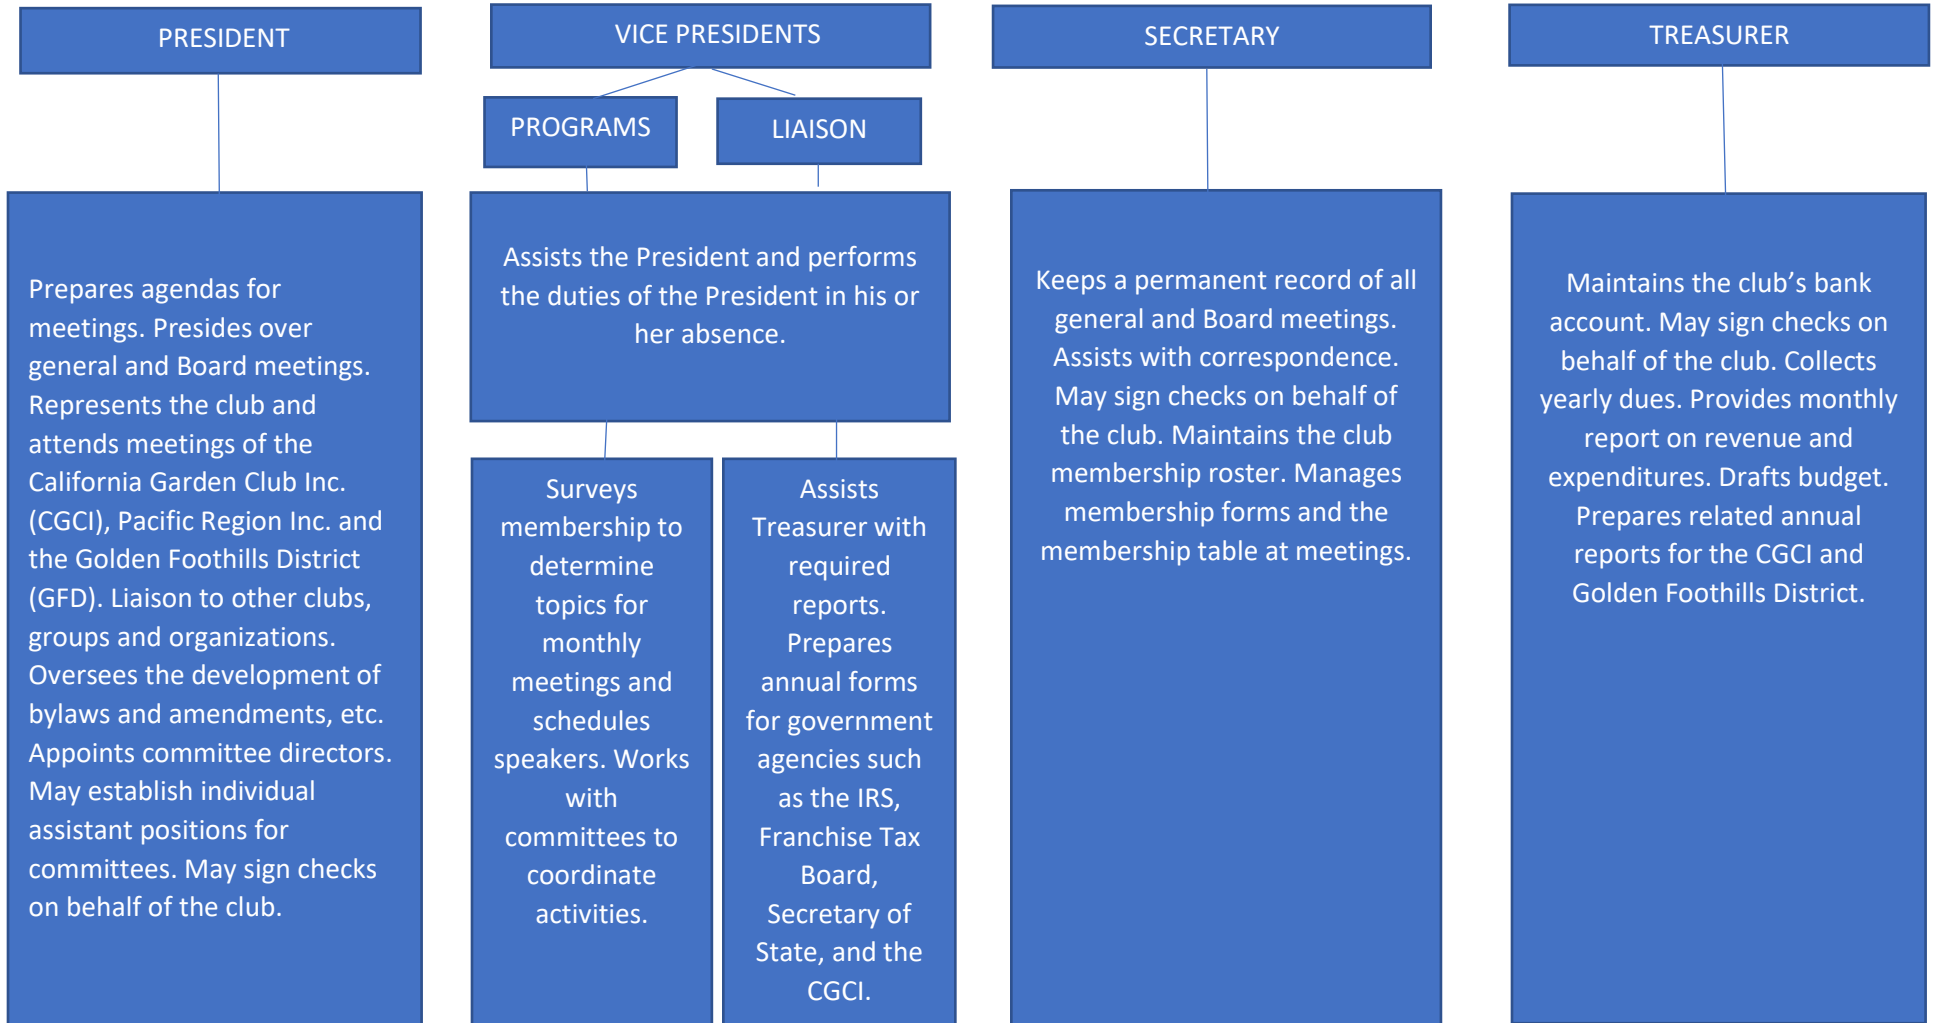 PRESIDENT
Prepares agendas for
meetings. Presides over
general and Board meetings.
Represents the club and
attends meetings of the
California Garden Club Inc.
(CGCI), Pacific Region Inc. and
the Golden Foothills District
(GFD). Liaison to other clubs,
groups and organizations.
Oversees the development of
bylaws and amendments, etc.
Appoints committee directors.
May establish individual
assistant positions for
committees. May sign checks
on behalf of the club.
VICE PRESIDENTS
PROGRAMS
LIAISON
Assists the President and performs
the duties of the President in his or
her absence.
Surveys
membership to
determine
topics for
monthly
meetings and
schedules
speakers. Works
with
committees to
coordinate
activities.
Assists
Treasurer with
required
reports.
Prepares
annual forms
for government
agencies such
as the IRS,
Franchise Tax
Board,
Secretary of
State, and the
CGCI.
SECRETARY
Keeps a permanent record of all
general and Board meetings.
Assists with correspondence.
May sign checks on behalf of
the club. Maintains the club
membership roster. Manages
membership forms and the
membership table at meetings.
TREASURER
Maintains the club’s bank
account. May sign checks on
behalf of the club. Collects
yearly dues. Provides monthly
report on revenue and
expenditures. Drafts budget.
Prepares related annual
reports for the CGCI and
Golden Foothills District.